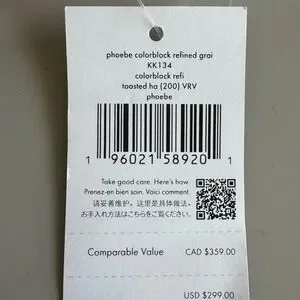 phoebe colorblock refined grai
KK134
colorblock refi
toasted ha (200) VRV
phoebe
1 96021 58920 1
Take good care. Here's how.
Prenez-en bien soin. Voici comment.
请妥善维护。这里是具体做法。
お手入れ方法はこちらをご覧ください。
Comparable Value CAD $359.00
USD $299.00